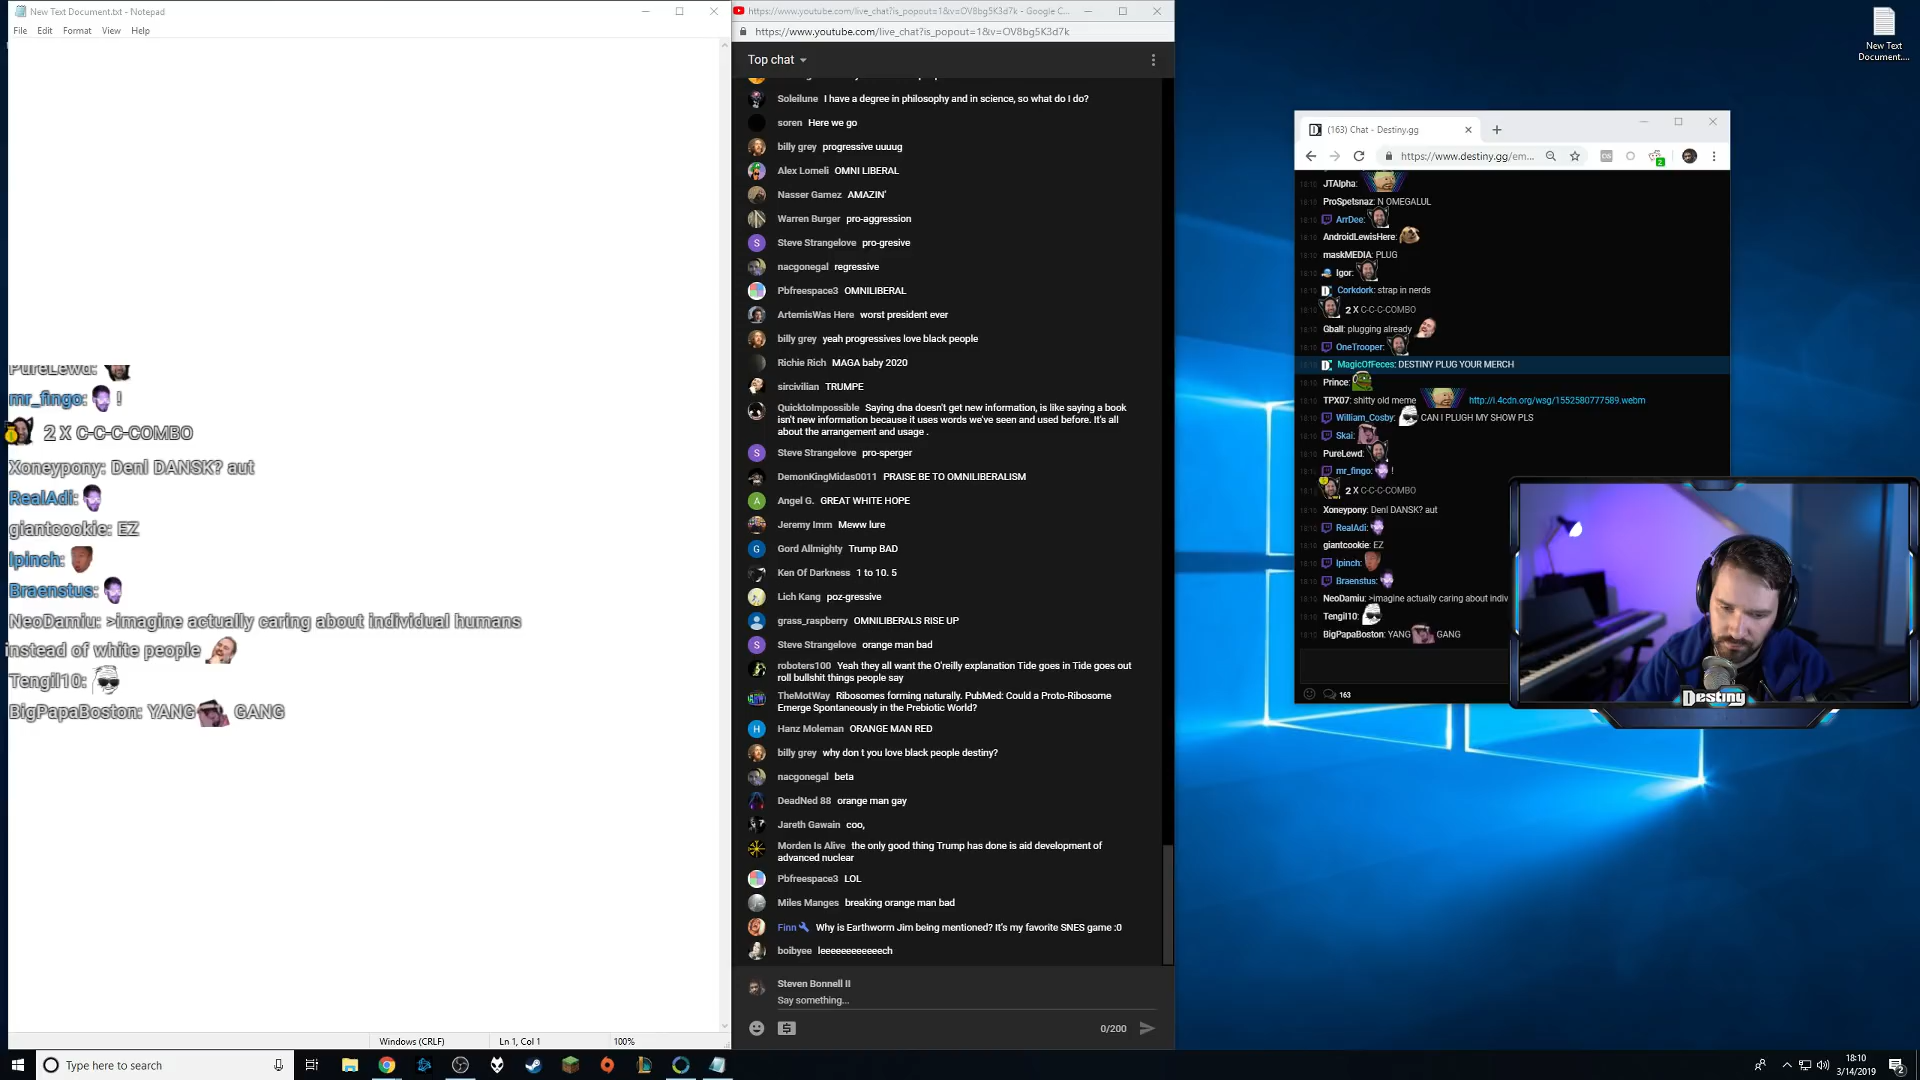 New Text Document.txt - Notepad
File Edit Format View Help
PureLewd:
mr_fingo: !
2 X C-C-C-COMBO
Xoneypony: Denl DANSK? aut
RealAdi:
giantcookie: EZ
Ipinch:
Braenstus:
NeoDamiu: >imagine actually caring about individual humans
instead of white people
Tengil10:
BigPapaBoston: YANG GANG
Windows (CRLF) Ln 1, Col 1 100%
https://www.youtube.com/live_chat?is_popout=1&v=OV8bg5K3d7k - Google C...
https://www.youtube.com/live_chat?is_popout=1&v=OV8bg5K3d7k
Top chat
Soleilune I have a degree in philosophy and in science, so what do I do?
soren Here we go
billy grey progressive uuuug
Alex Lomeli OMNI LIBERAL
Nasser Gamez AMAZIN'
Warren Burger pro-aggression
Steve Strangelove pro-gresive
nacgonegal regressive
Pbfreespace3 OMNILIBERAL
ArtemisWas Here worst president ever
billy grey yeah progressives love black people
Richie Rich MAGA baby 2020
sircivilian TRUMPE
QuicktoImpossible Saying dna doesn't get new information, is like saying a book
isn't new information because it uses words we've seen and used before. It's all
about the arrangement and usage .
Steve Strangelove pro-sperger
DemonKingMidas0011 PRAISE BE TO OMNILIBERALISM
Angel G. GREAT WHITE HOPE
Jeremy Imm Meww lure
Gord Allmighty Trump BAD
Ken Of Darkness 1 to 10. 5
Lich Kang poz-gressive
grass_raspberry OMNILIBERALS RISE UP
Steve Strangelove orange man bad
roboters100 Yeah they all want the O'reilly explanation Tide goes in Tide goes out
roll bullshit things people say
TheMotWay Ribosomes forming naturally. PubMed: Could a Proto-Ribosome
Emerge Spontaneously in the Prebiotic World?
Hanz Moleman ORANGE MAN RED
billy grey why don t you love black people destiny?
nacgonegal beta
DeadNed 88 orange man gay
Jareth Gawain coo,
Morden Is Alive the only good thing Trump has done is aid development of
advanced nuclear
Pbfreespace3 LOL
Miles Manges breaking orange man bad
Finn Why is Earthworm Jim being mentioned? It's my favorite SNES game :0
boibyee leeeeeeeeeeeech
Steven Bonnell II
Say something...
0/200
New Text
Document....
(163) Chat - Destiny.gg
https://www.destiny.gg/em...
JTAlpha:
ProSpetsnaz: N OMEGALUL
ArrDee:
AndroidLewisHere:
maskMEDIA: PLUG
Igor:
Corkdork: strap in nerds
2 X C-C-C-COMBO
Gball: plugging already
OneTrooper:
MagicOfFeces: DESTINY PLUG YOUR MERCH
Prince:
TPX07: shitty old meme http://i.4cdn.org/wsg/1552580777589.webm
William_Cosby: CAN I PLUGH MY SHOW PLS
Skai:
PureLewd:
mr_fingo: !
2 X C-C-C-COMBO
Xoneypony: Denl DANSK? aut
RealAdi:
giantcookie: EZ
Ipinch:
Braenstus:
NeoDamiu: >imagine actually caring about indiv
Tengil10:
BigPapaBoston: YANG GANG
163
Destiny
Type here to search
18:10
3/14/2019
2